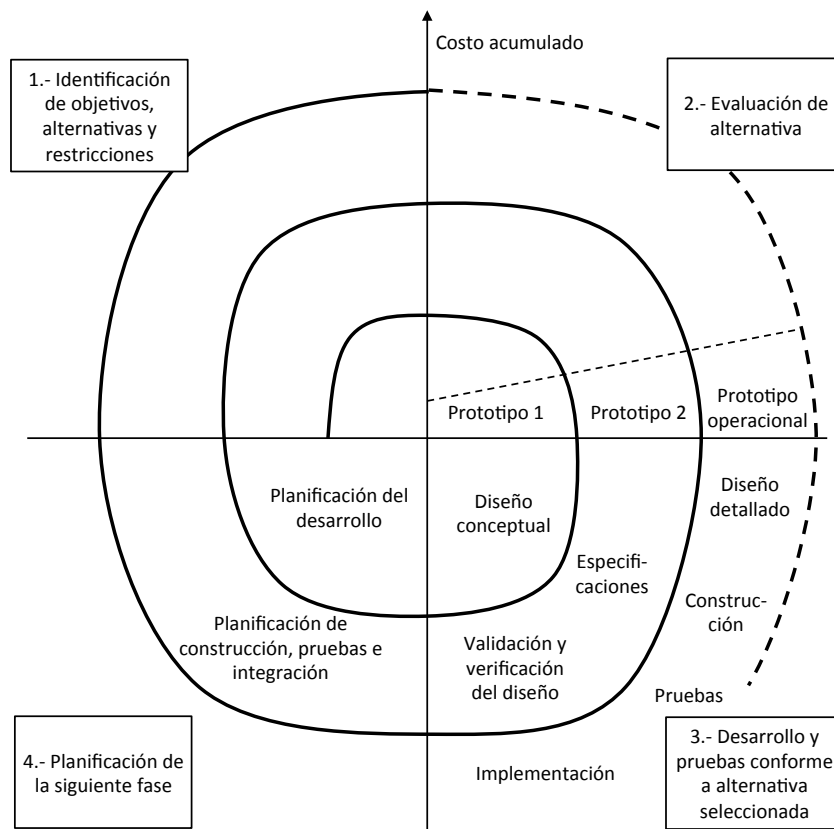 Costo acumulado
1.- Identificación
de objetivos,
alternativas y
restricciones
2.- Evaluación de
alternativa
Prototipo 1
Prototipo 2
Prototipo
operacional
Planificación del
desarrollo
Diseño
conceptual
Diseño
detallado
Especifi-
caciones
Construc-
ción
Planificación de
construcción, pruebas e
integración
Validación y
verificación
del diseño
Pruebas
4.- Planificación de
la siguiente fase
Implementación
3.- Desarrollo y
pruebas conforme
a alternativa
seleccionada